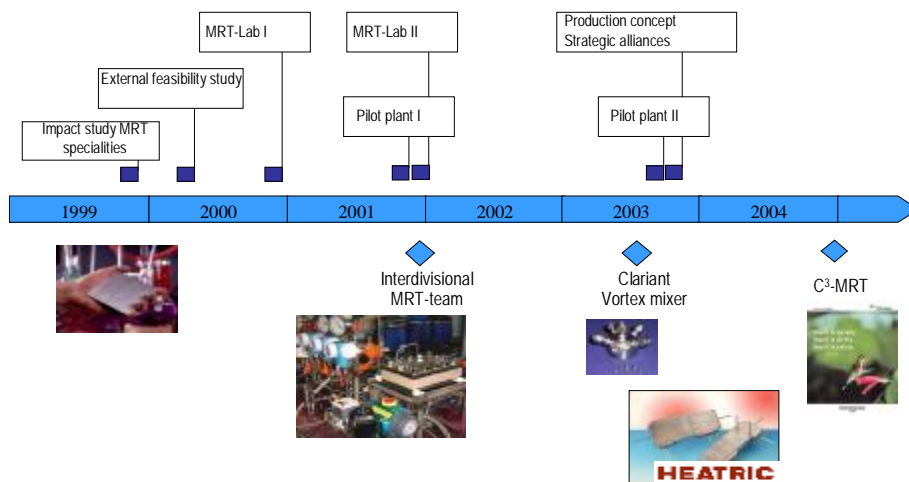 MRT-Lab I
MRT-Lab II
Production concept
Strategic alliances
External feasibility study
Pilot plant I
Pilot plant II
Impact study MRT
specialities
1999
2000
2001
2002
2003
2004
Interdivisional
MRT-team
Clariant
Vortex mixer
C³-MRT
HEATRIC